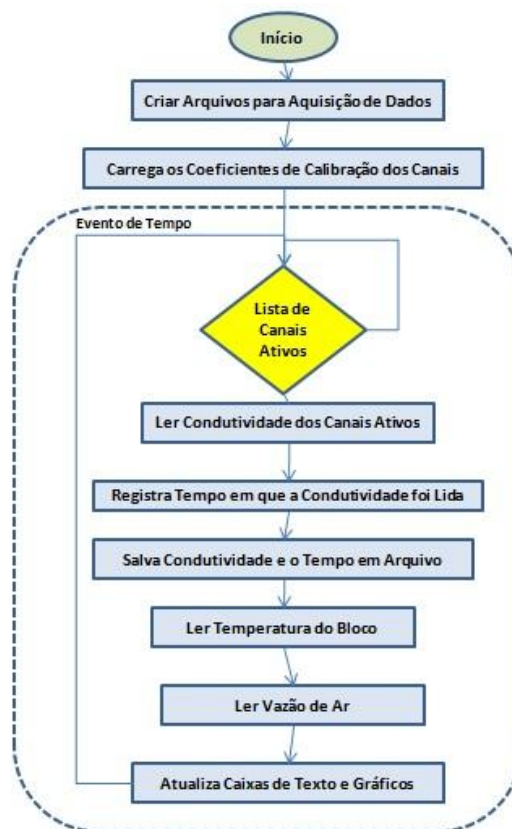 Início
Criar Arquivos para Aquisição de Dados
Carrega os Coeficientes de Calibração dos Canais
Evento de Tempo
Lista de
Canais
Ativos
Ler Condutividade dos Canais Ativos
Registra Tempo em que a Condutividade foi Lida
Salva Condutividade e o Tempo em Arquivo
Ler Temperatura do Bloco
Ler Vazão de Ar
Atualiza Caixas de Texto e Gráficos